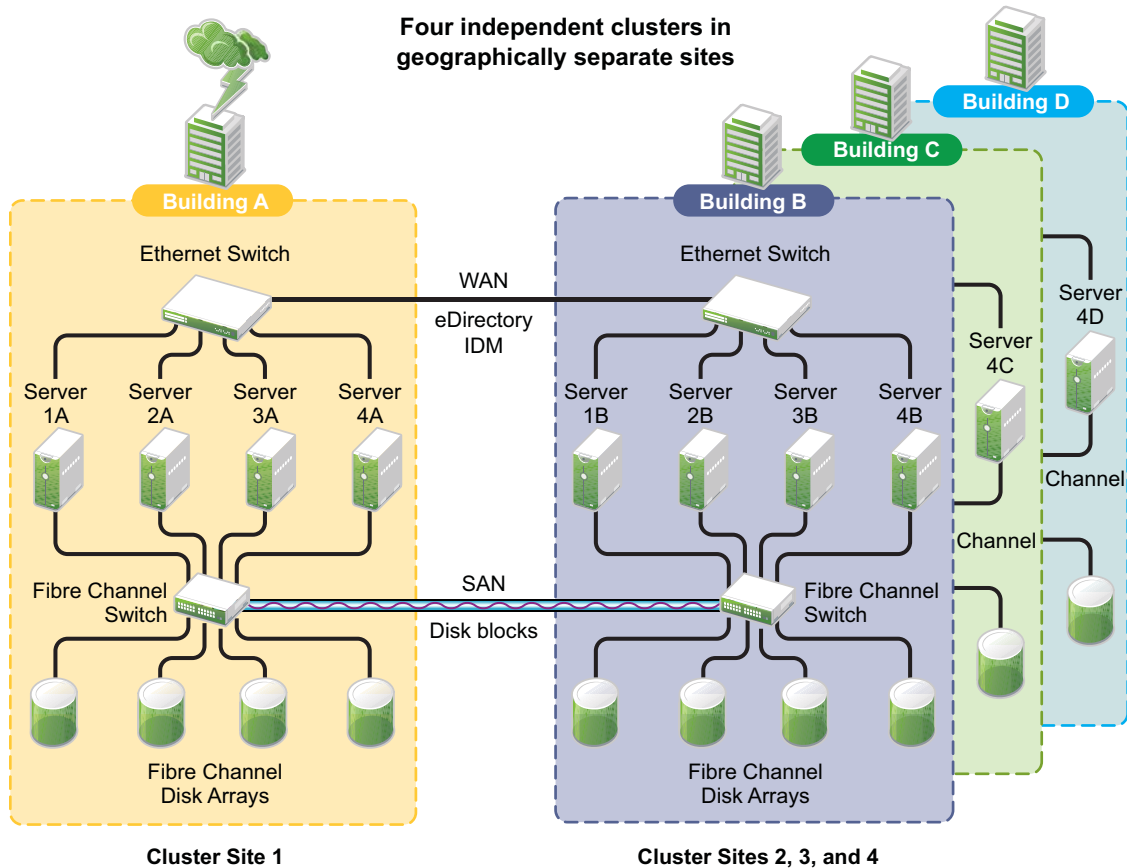 Four independent clusters in
geographically separate sites
Building D
Building C
Building A
Building B
Ethernet Switch
WAN
eDirectory
IDM
Ethernet Switch
Server
1A
Server
2A
Server
3A
Server
4A
Server
1B
Server
2B
Server
3B
Server
4B
Server
4C
Server
4D
Channel
Channel
Fibre Channel
Switch
SAN
Disk blocks
Fibre Channel
Switch
Fibre Channel
Disk Arrays
Fibre Channel
Disk Arrays
Cluster Site 1
Cluster Sites 2, 3, and 4